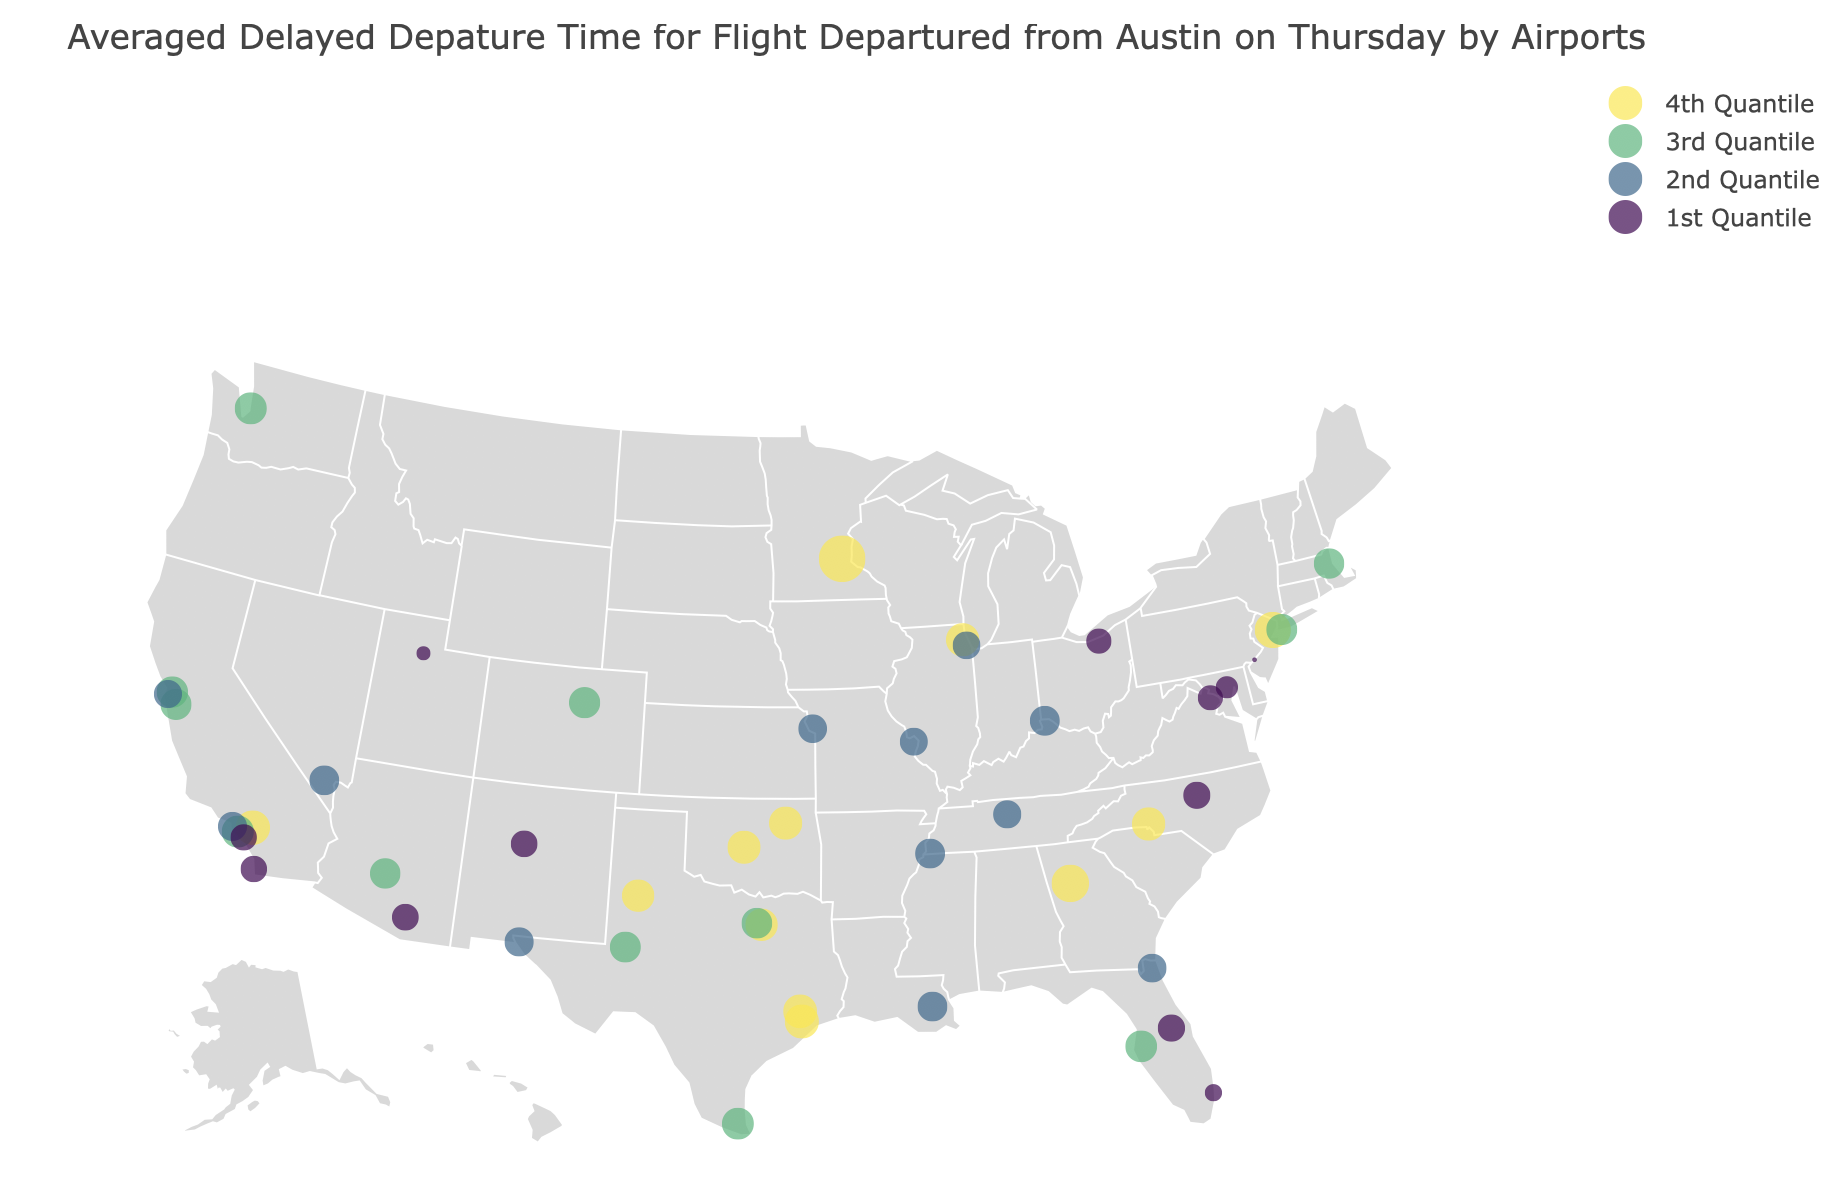 Averaged Delayed Depature Time for Flight Departured from Austin on Thursday by Airports
4th Quantile
3rd Quantile
2nd Quantile
1st Quantile